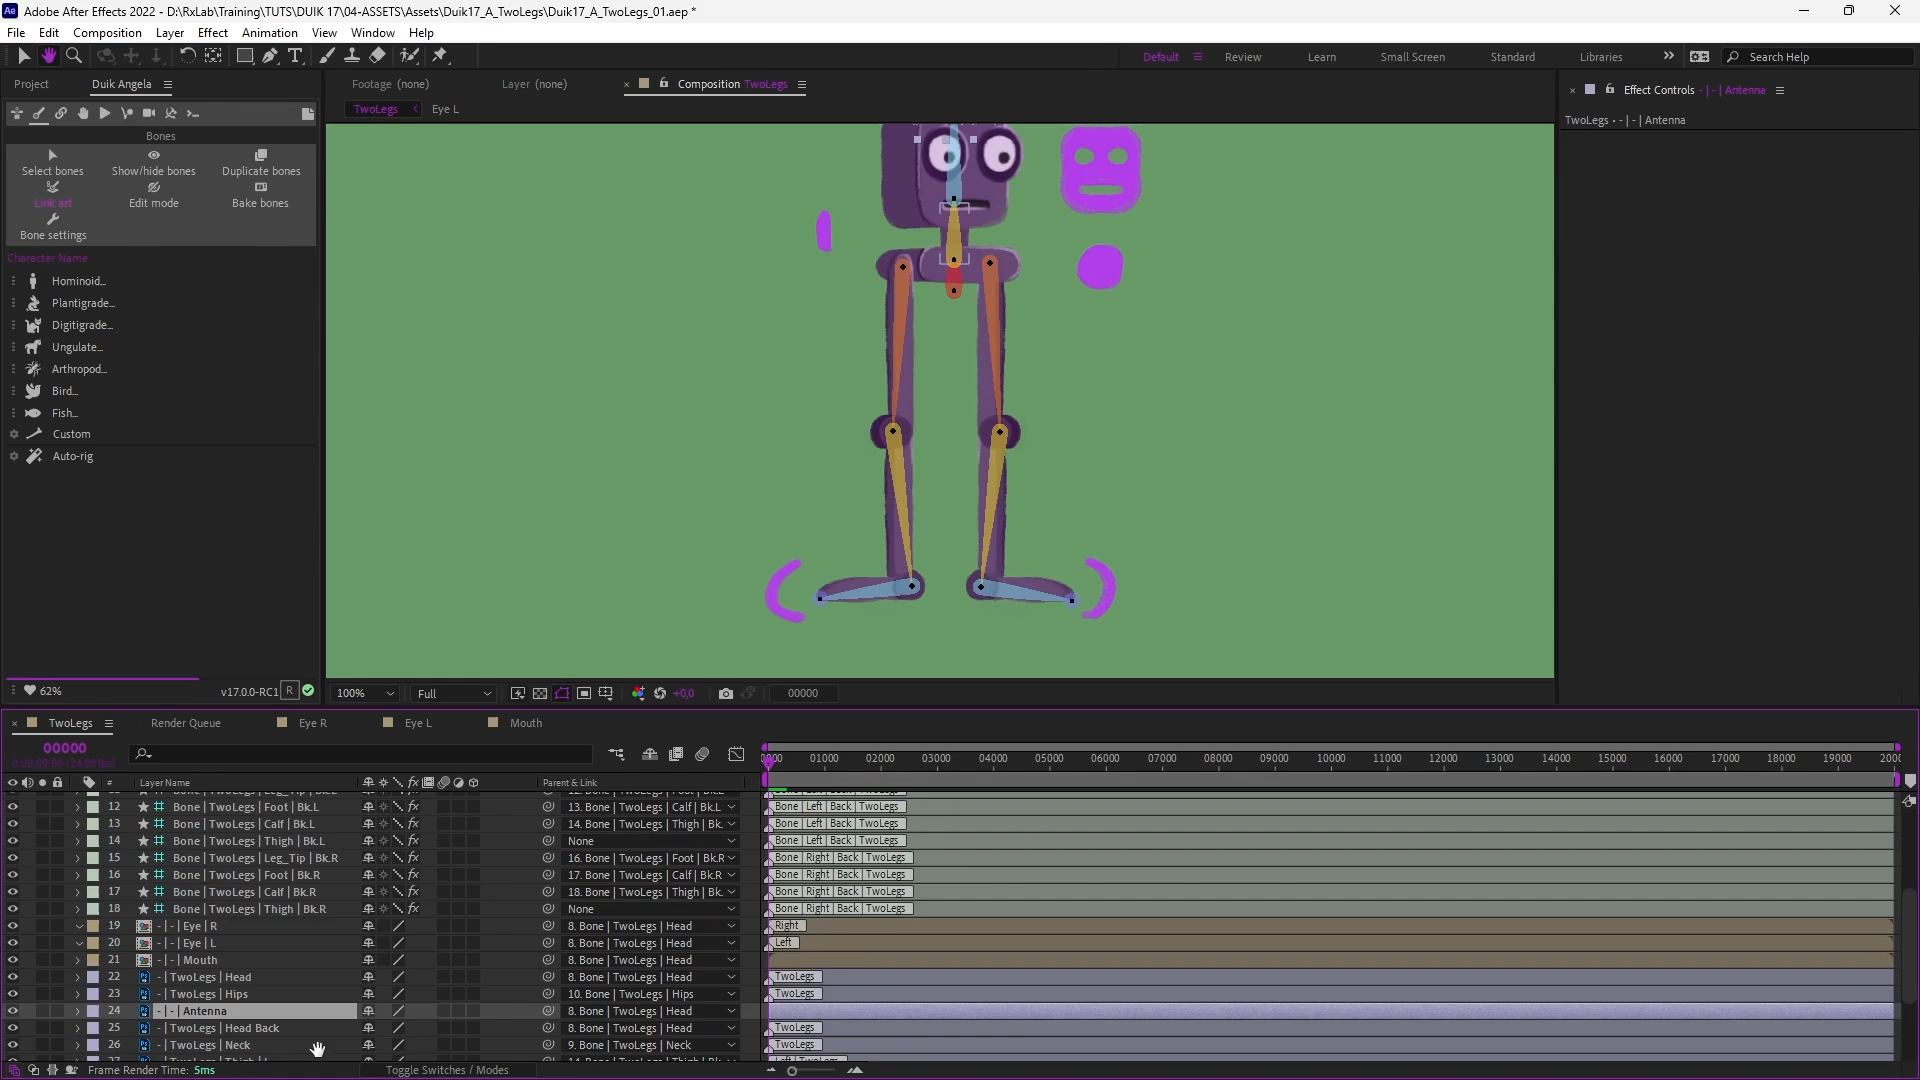 Adobe After Effects 2022 - D:\RxLab\Training\TUTS\DUIK 17\04-ASSETS\Assets\Duik17_A_TwoLegs\Duik17_A_TwoLegs_01.aep *
File Edit Composition Layer Effect Animation View Window Help
Default Review Learn Small Screen Standard Libraries Search Help
Project Duik Angela
Footage (none) Layer (none) Composition TwoLegs
Effect Controls - | - | Antenna
TwoLegs Eye L
TwoLegs • - | - | Antenna
Bones
Select bones Show/hide bones Duplicate bones
Link art Edit mode Bake bones
Bone settings
Character Name
Hominoid...
Plantigrade...
Digitigrade...
Ungulate...
Arthropod...
Bird...
Fish...
Custom
Auto-rig
62% v17.0.0-RC1 R
100% Full +0,0 00000
TwoLegs Render Queue Eye R Eye L Mouth
00000
0:00:00:00 (24.00 fps)
01000 02000 03000 04000 05000 06000 07000 08000 09000 10000 11000 12000 13000 14000 15000 16000 17000 18000 19000
# Layer Name Parent & Link
12 Bone | TwoLegs | Foot | Bk.L 13. Bone | TwoLegs | Calf | Bk.L Bone | Left | Back | TwoLegs
13 Bone | TwoLegs | Calf | Bk.L 14. Bone | TwoLegs | Thigh | Bk. Bone | Left | Back | TwoLegs
14 Bone | TwoLegs | Thigh | Bk.L None Bone | Left | Back | TwoLegs
15 Bone | TwoLegs | Leg_Tip | Bk.R 16. Bone | TwoLegs | Foot | Bk.R Bone | Right | Back | TwoLegs
16 Bone | TwoLegs | Foot | Bk.R 17. Bone | TwoLegs | Calf | Bk.R Bone | Right | Back | TwoLegs
17 Bone | TwoLegs | Calf | Bk.R 18. Bone | TwoLegs | Thigh | Bk. Bone | Right | Back | TwoLegs
18 Bone | TwoLegs | Thigh | Bk.R None Bone | Right | Back | TwoLegs
19 - | - | Eye | R 8. Bone | TwoLegs | Head Right
20 - | - | Eye | L 8. Bone | TwoLegs | Head Left
21 - | - | Mouth 8. Bone | TwoLegs | Head
22 - | TwoLegs | Head 8. Bone | TwoLegs | Head TwoLegs
23 - | TwoLegs | Hips 10. Bone | TwoLegs | Hips TwoLegs
24 - | - | Antenna 8. Bone | TwoLegs | Head
25 - | TwoLegs | Head Back 8. Bone | TwoLegs | Head TwoLegs
26 - | TwoLegs | Neck 9. Bone | TwoLegs | Neck TwoLegs
Frame Render Time: 5ms Toggle Switches / Modes